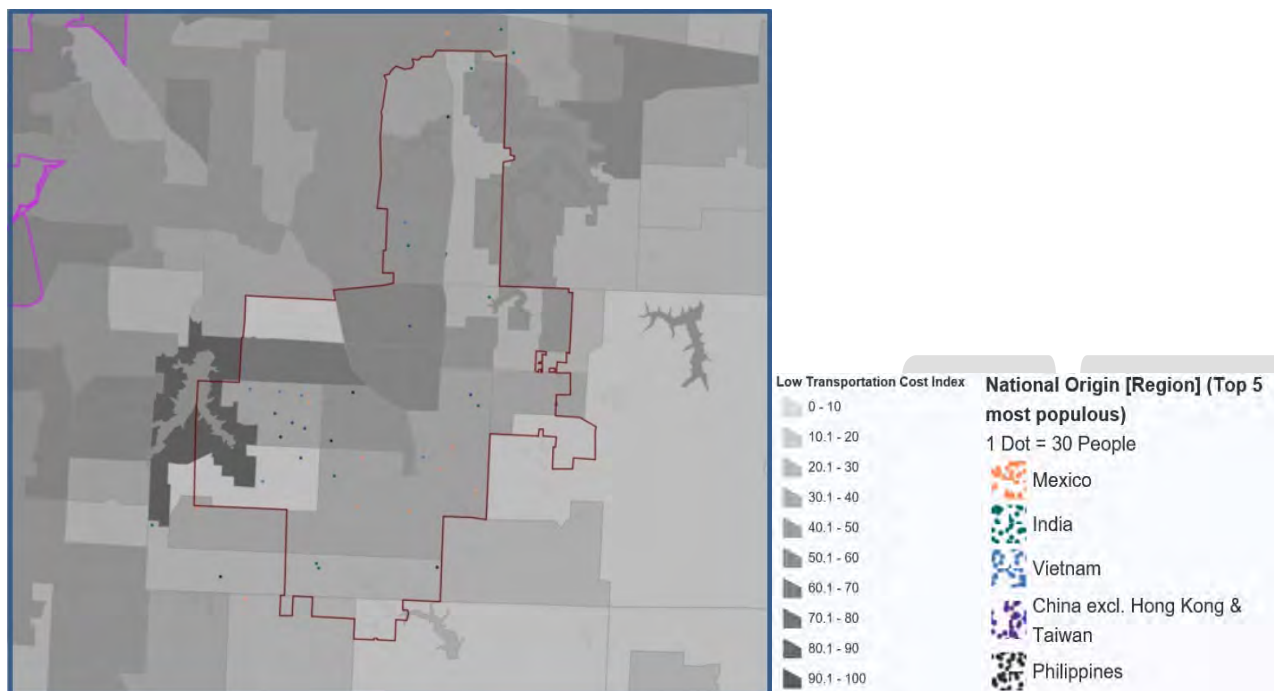 Low Transportation Cost Index
0 - 10
10.1 - 20
20.1 - 30
30.1 - 40
40.1 - 50
50.1 - 60
60.1 - 70
70.1 - 80
80.1 - 90
90.1 - 100
National Origin [Region] (Top 5
most populous)
1 Dot = 30 People
Mexico
India
Vietnam
China excl. Hong Kong &
Taiwan
Philippines